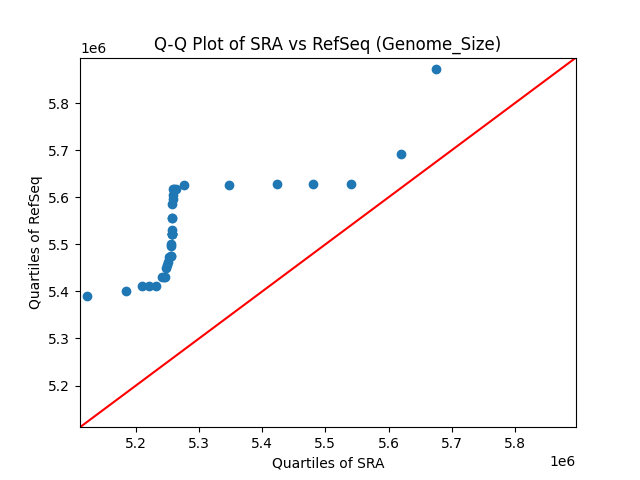 Q-Q Plot of SRA vs RefSeq (Genome_Size)
1e6
5.8
5.7
5.6
5.5
5.4
5.3
5.2
Quartiles of RefSeq
5.2 5.3 5.4 5.5 5.6 5.7 5.8
Quartiles of SRA
1e6